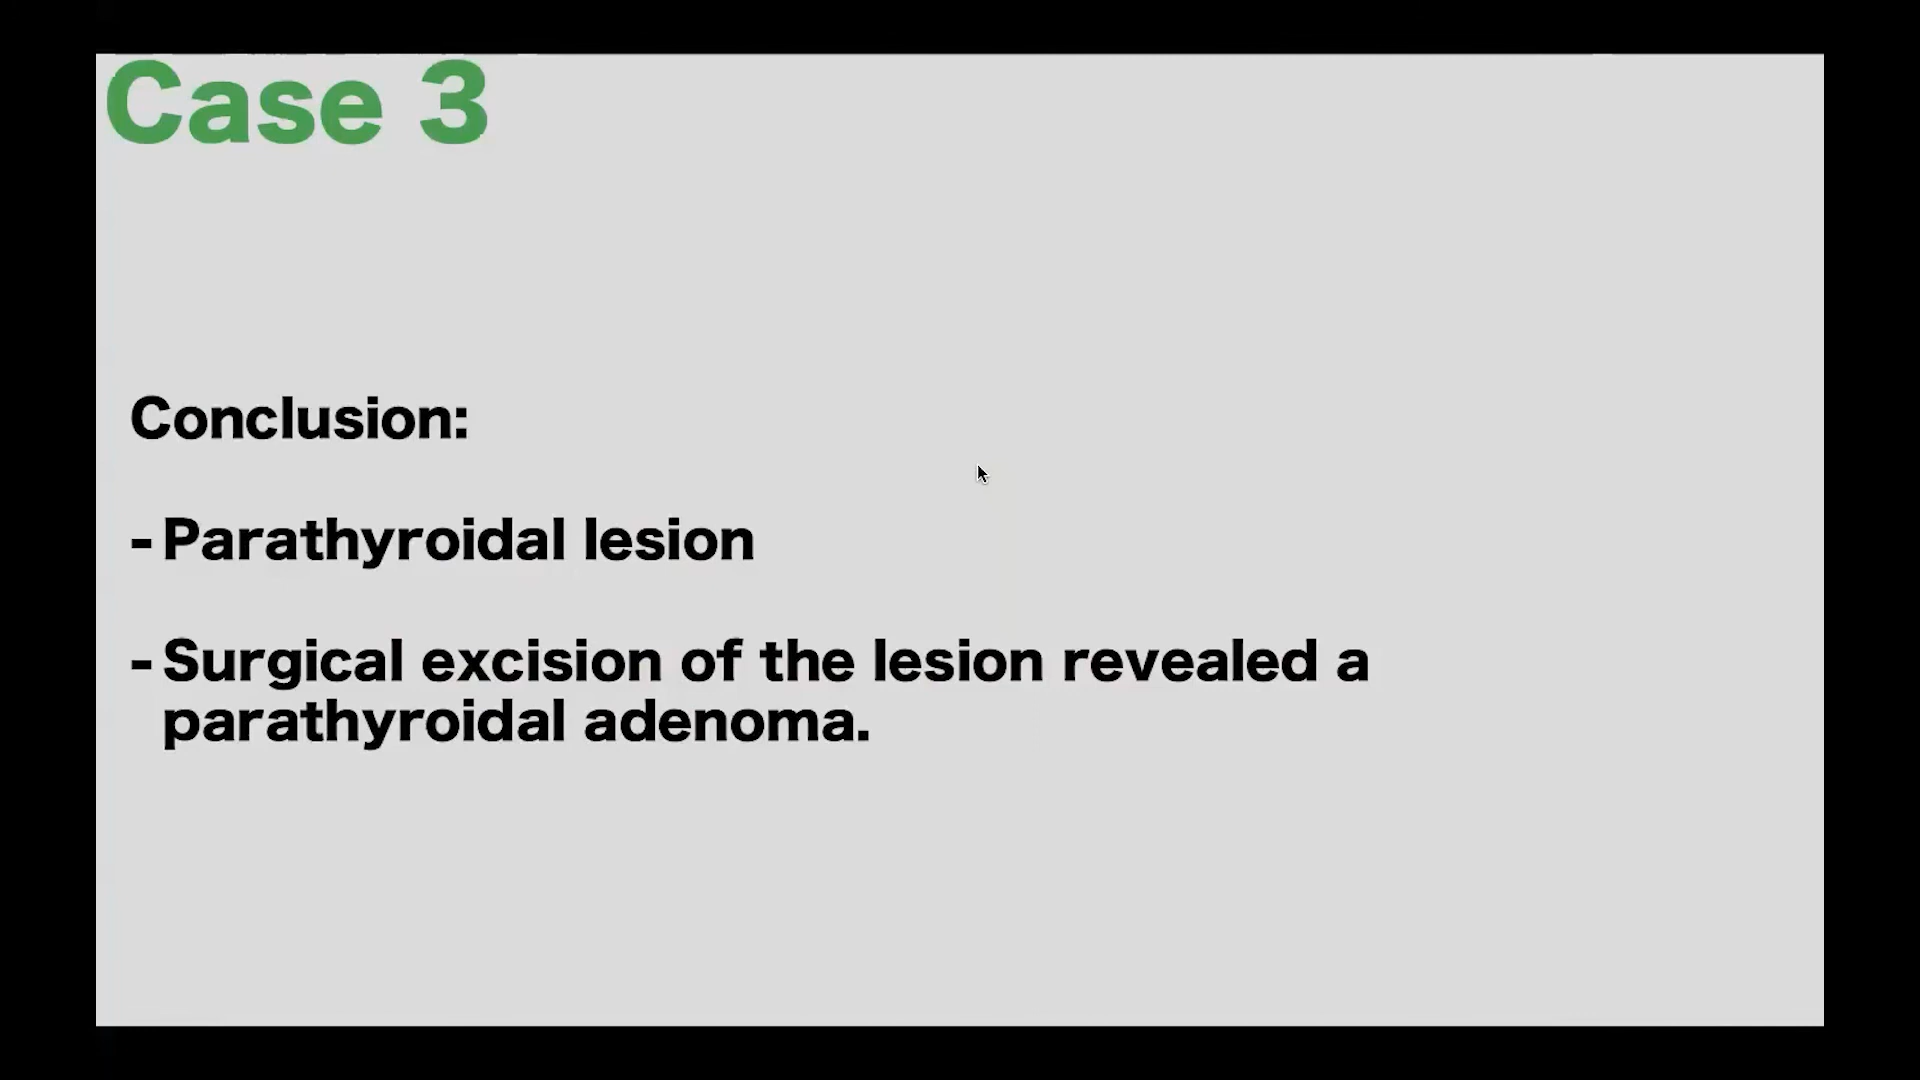 Case 3
Conclusion:
- Parathyroidal lesion
- Surgical excision of the lesion revealed a
parathyroidal adenoma.